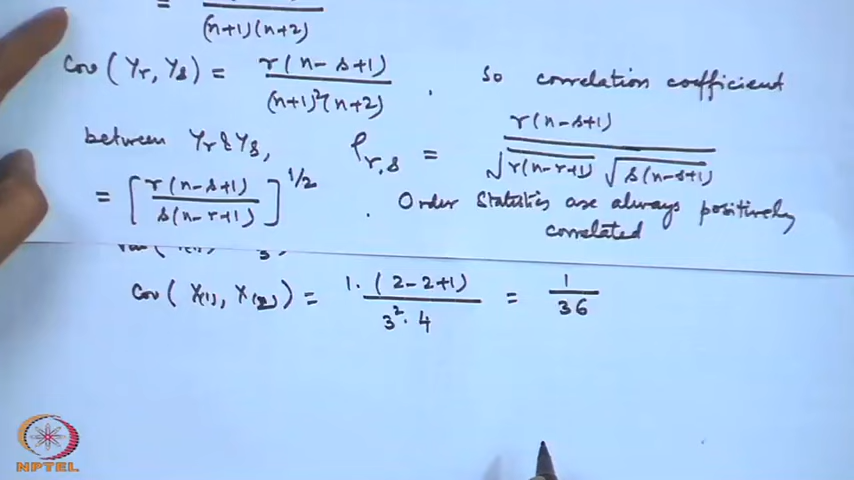 = (n+1)(n+2)
Cov (Yr, Ys) = r(n-s+1) / (n+1)²(n+2) . So correlation coefficient
between Yr & Ys, ρr,s = r(n-s+1) / √r(n-r+1) √s(n-s+1)
= [ r(n-s+1) / s(n-r+1) ]^1/2 . Order Statistics are always positively
correlated
Cov ( X(1), X(2) ) = 1. (2-2+1) / 3². 4 = 1 / 36
NPTEL